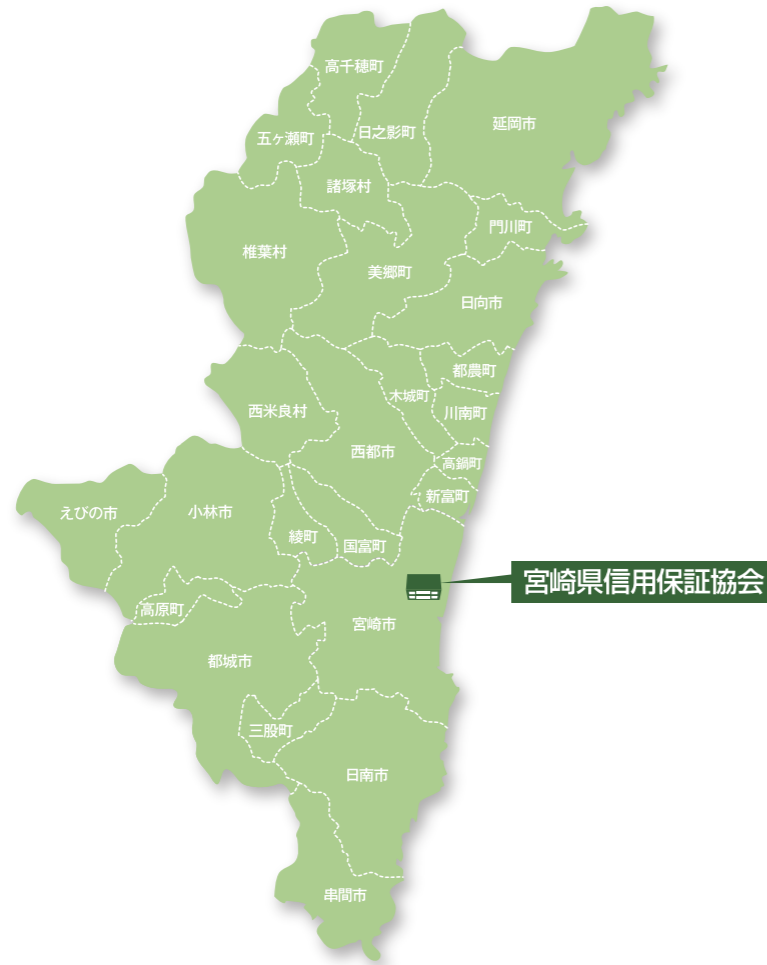 高千穂町
延岡市
日之影町
五ヶ瀬町
諸塚村
門川町
椎葉村
美郷町
日向市
都農町
木城町
西米良村
川南町
西都市
高鍋町
新富町
えびの市
小林市
綾町
国富町
宮崎県信用保証協会
高原町
宮崎市
都城市
三股町
日南市
串間市